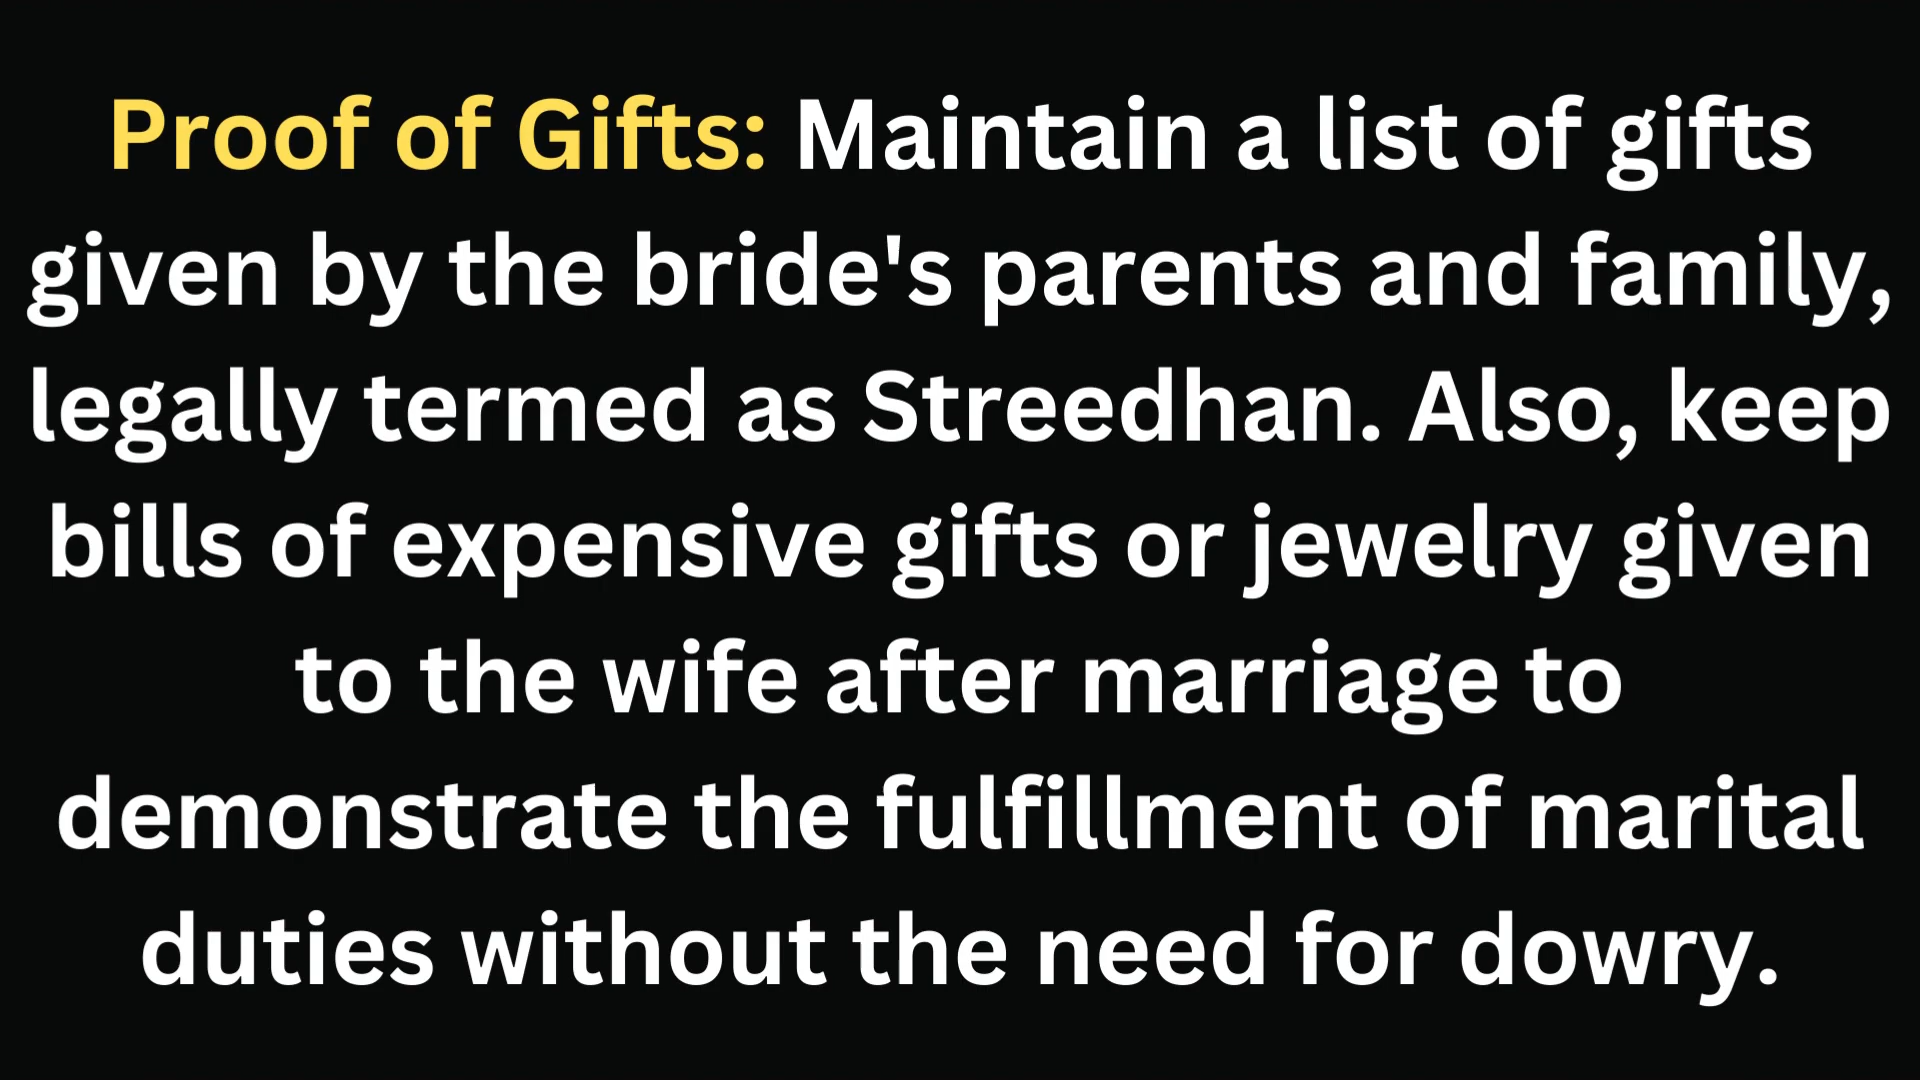 Proof of Gifts: Maintain a list of gifts
given by the bride's parents and family,
legally termed as Streedhan. Also, keep
bills of expensive gifts or jewelry given
to the wife after marriage to
demonstrate the fulfillment of marital
duties without the need for dowry.